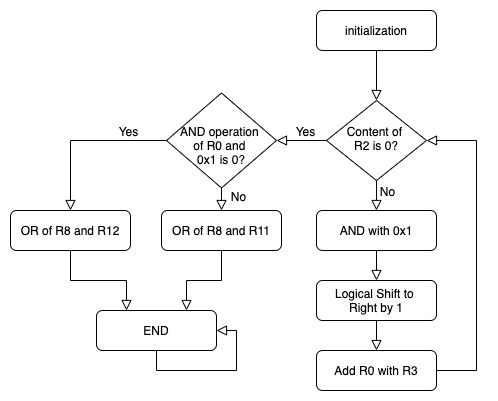 initialization
Content of
R2 is 0?
Yes
No
AND operation
of R0 and
0x1 is 0?
Yes
No
OR of R8 and R12
OR of R8 and R11
AND with 0x1
Logical Shift to
Right by 1
END
Add R0 with R3